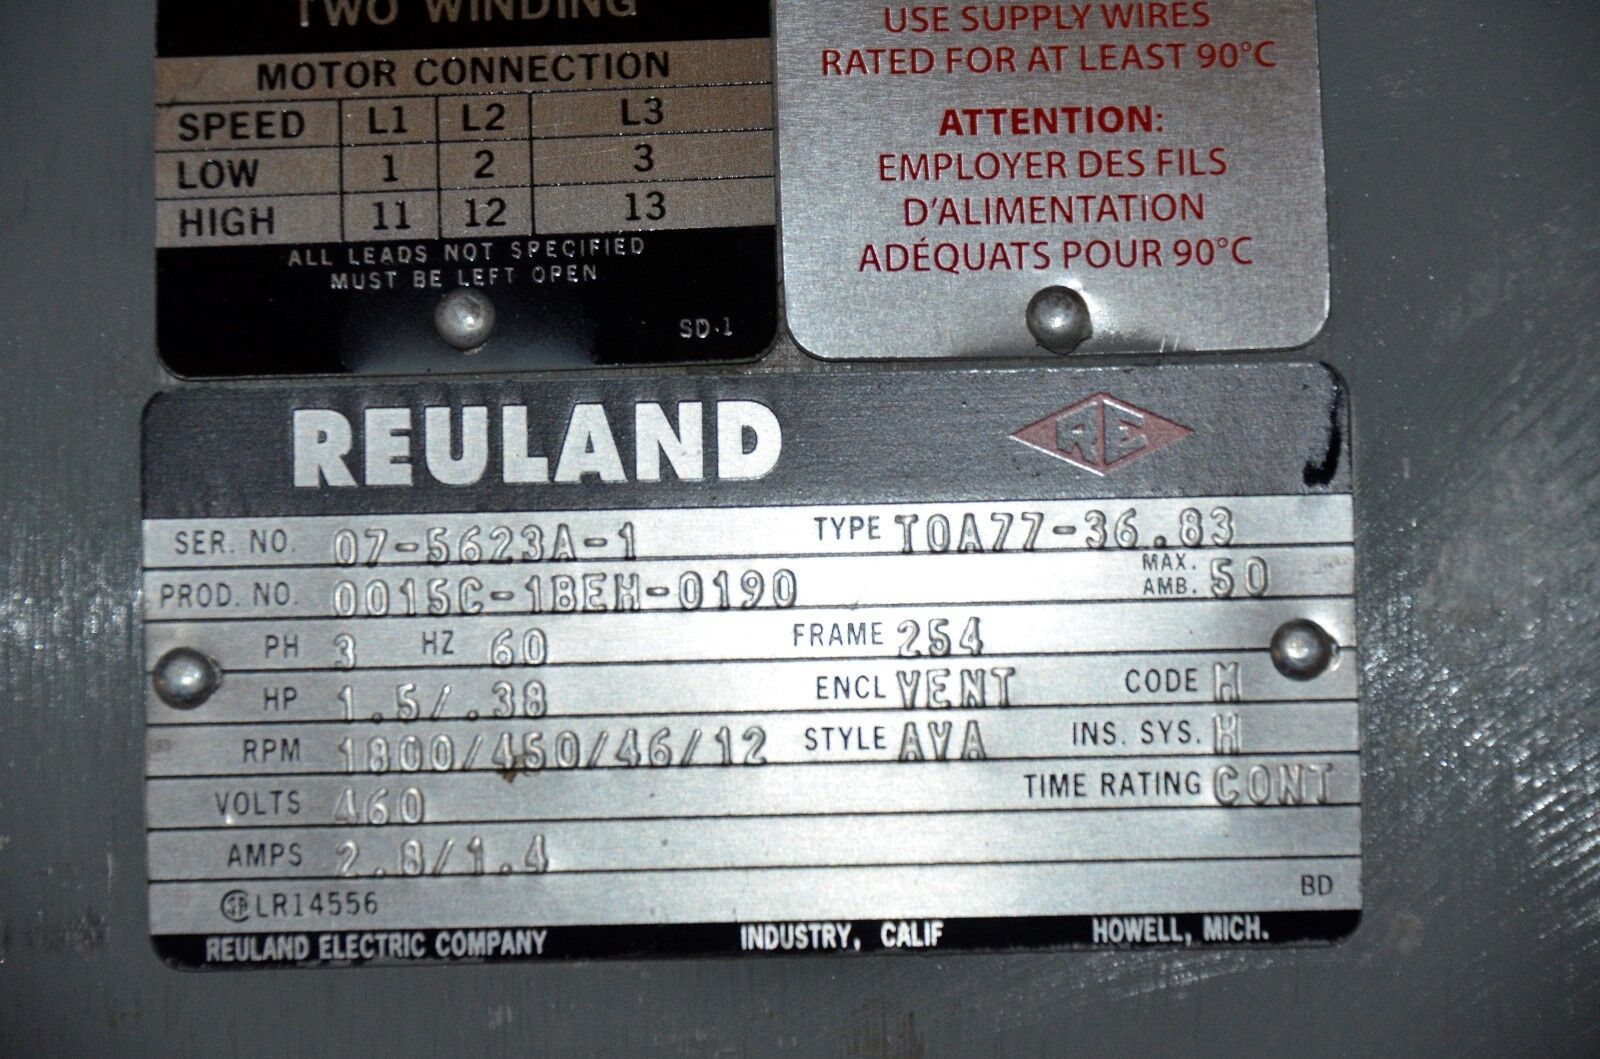 TWO WINDING
MOTOR CONNECTION
SPEED L1 L2 L3
LOW 1 2 3
HIGH 11 12 13
ALL LEADS NOT SPECIFIED
MUST BE LEFT OPEN
SD-1
USE SUPPLY WIRES
RATED FOR AT LEAST 90°C
ATTENTION:
EMPLOYER DES FILS
D'ALIMENTATION
ADÉQUATS POUR 90°C
REULAND RE
SER. NO. 07-5623A-1 TYPE TOA77-36.83
PROD. NO. 0015C-1BEH-0190 MAX. AMB. 50
PH 3 HZ 60 FRAME 254
HP 1.5/.38 ENCL VENT CODE M
RPM 1800/450/46/12 STYLE AVA INS. SYS. H
VOLTS 460 TIME RATING CONT
AMPS 2.8/1.4
LR14556 BD
REULAND ELECTRIC COMPANY INDUSTRY, CALIF HOWELL, MICH.